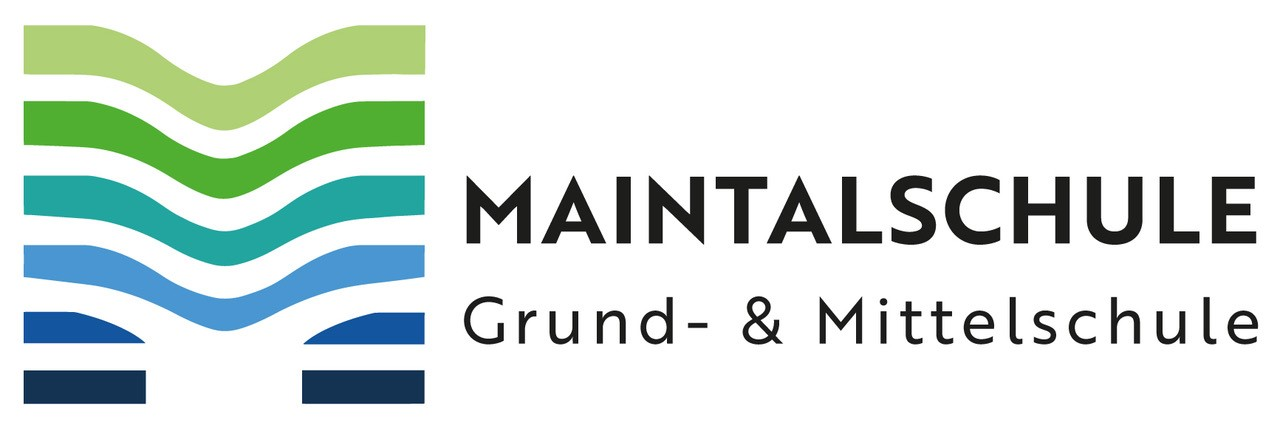 MAINTALSCHULE
Grund- & Mittelschule